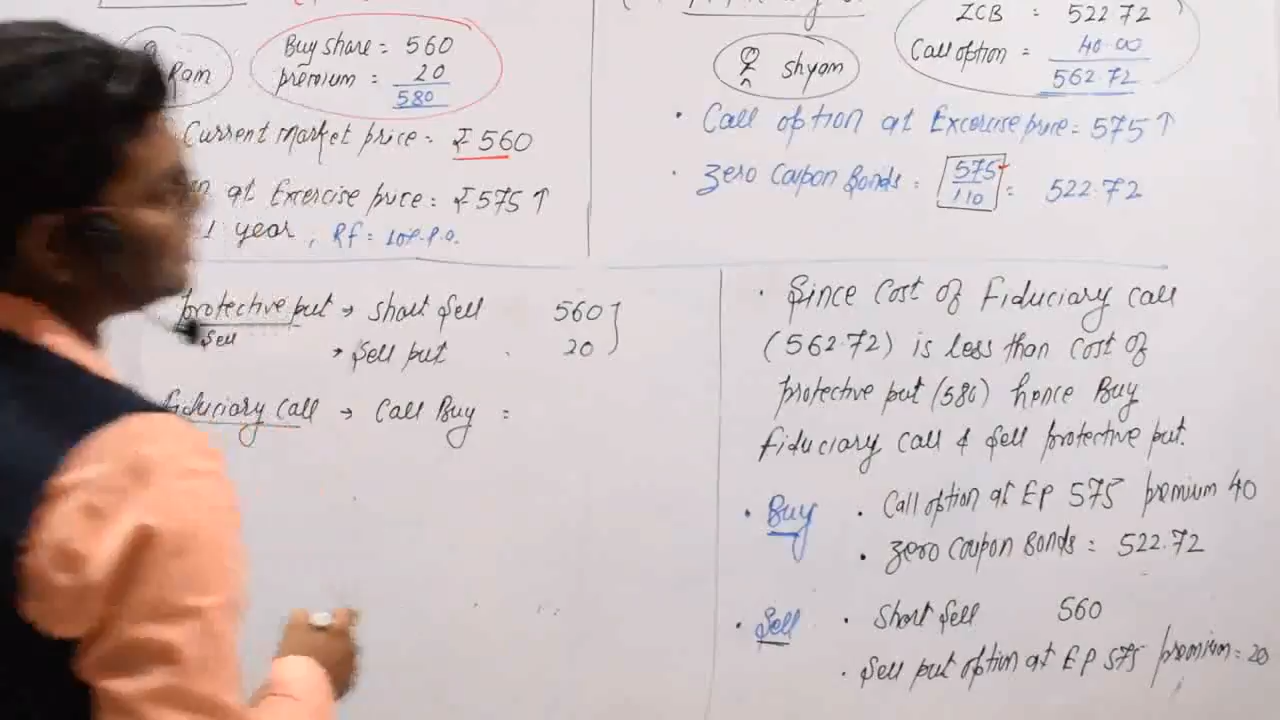 Buy share = 560
premium = 20
580
Ram
Current market price = ₹ 560
at Exercise price = ₹ 575 ↑
1 year, Rf = 10% P.a.
ZCB = 522.72
Call option = 40.00
562.72
shyam
• Call option at Excercise price = 575 ↑
• Zero Coupon Bonds = 575/110 = 522.72
protective put → Short Sell 560
Sell → Sell put 20
fiduciary Call → Call Buy =
• Since Cost of Fiduciary call
(562.72) is less than Cost of
protective put (580) hence Buy
fiduciary call & Sell protective put.
• Buy • Call option at EP 575 premium 40
• Zero Coupon Bonds = 522.72
• Sell • Short Sell 560
• Sell put option at EP 575 premium = 20